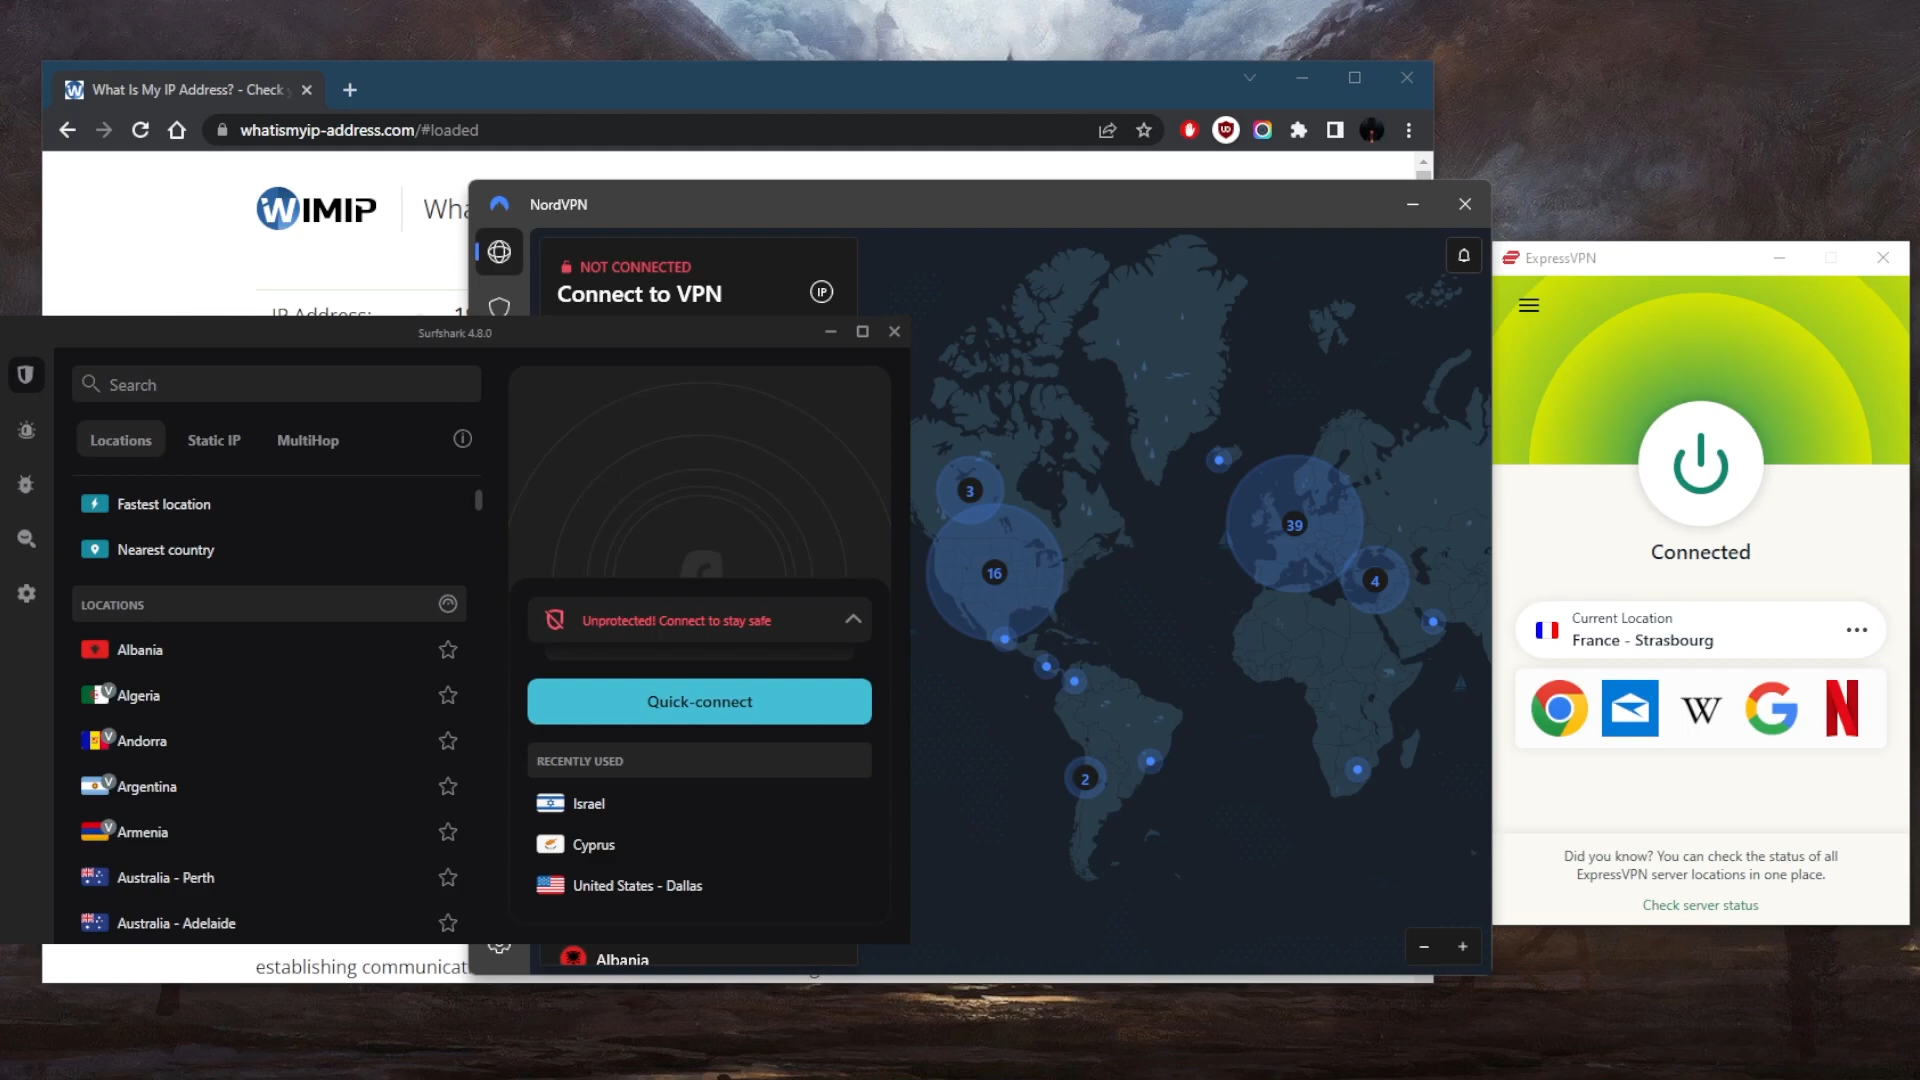 What Is My IP Address? - Check
whatismyip-address.com/#loaded
WIMIP
NordVPN
NOT CONNECTED
Connect to VPN
IP
IP Address:
Surfshark 4.8.0
Search
Locations
Static IP
MultiHop
Fastest location
Nearest country
LOCATIONS
Albania
Algeria
Andorra
Argentina
Armenia
Australia - Perth
Australia - Adelaide
Unprotected! Connect to stay safe
Quick-connect
RECENTLY USED
Israel
Cyprus
United States - Dallas
3
16
39
4
2
Albania
establishing
ExpressVPN
Connected
Current Location
France - Strasbourg
W
G
N
Did you know? You can check the status of all
ExpressVPN server locations in one place.
Check server status